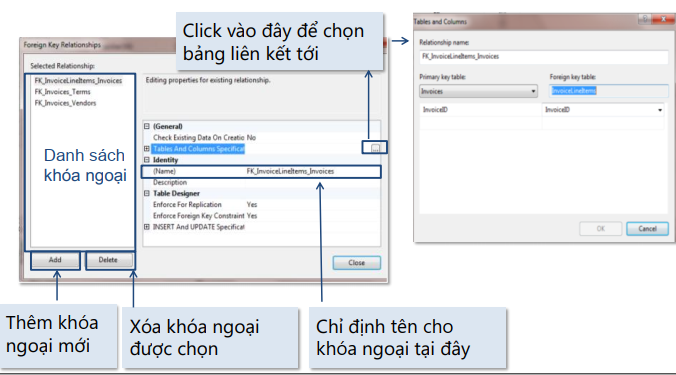 Click vào đây để chọn
bảng liên kết tới
Foreign Key Relationships
Selected Relationship:
FK_InvoiceLineItems_Invoices
FK_Invoices_Terms
FK_Invoices_Vendors
Danh sách
khóa ngoại
Add
Delete
Editing properties for existing relationship.
(General)
Check Existing Data On Creatio No
Tables And Columns Specificat
...
Identity
(Name) FK_InvoiceLineItems_Invoices
Description
Table Designer
Enforce For Replication Yes
Enforce Foreign Key Constraint Yes
INSERT And UPDATE Specificat
Close
Tables and Columns
Relationship name:
FK_InvoiceLineItems_Invoices
Primary key table: Foreign key table:
Invoices InvoiceLineItems
InvoiceID InvoiceID
OK Cancel
Thêm khóa
ngoại mới
Xóa khóa ngoại
được chọn
Chỉ định tên cho
khóa ngoại tại đây